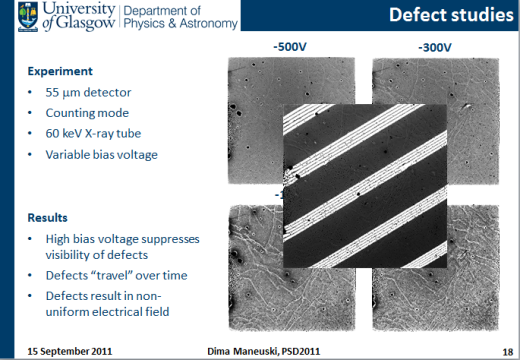 University of Glasgow
Department of
Physics & Astronomy
Defect studies
-500V
-300V
Experiment
• 55 μm detector
• Counting mode
• 60 keV X-ray tube
• Variable bias voltage
Results
• High bias voltage suppresses
visibility of defects
• Defects "travel" over time
• Defects result in non-
uniform electrical field
15 September 2011
Dima Maneuski, PSD2011
18